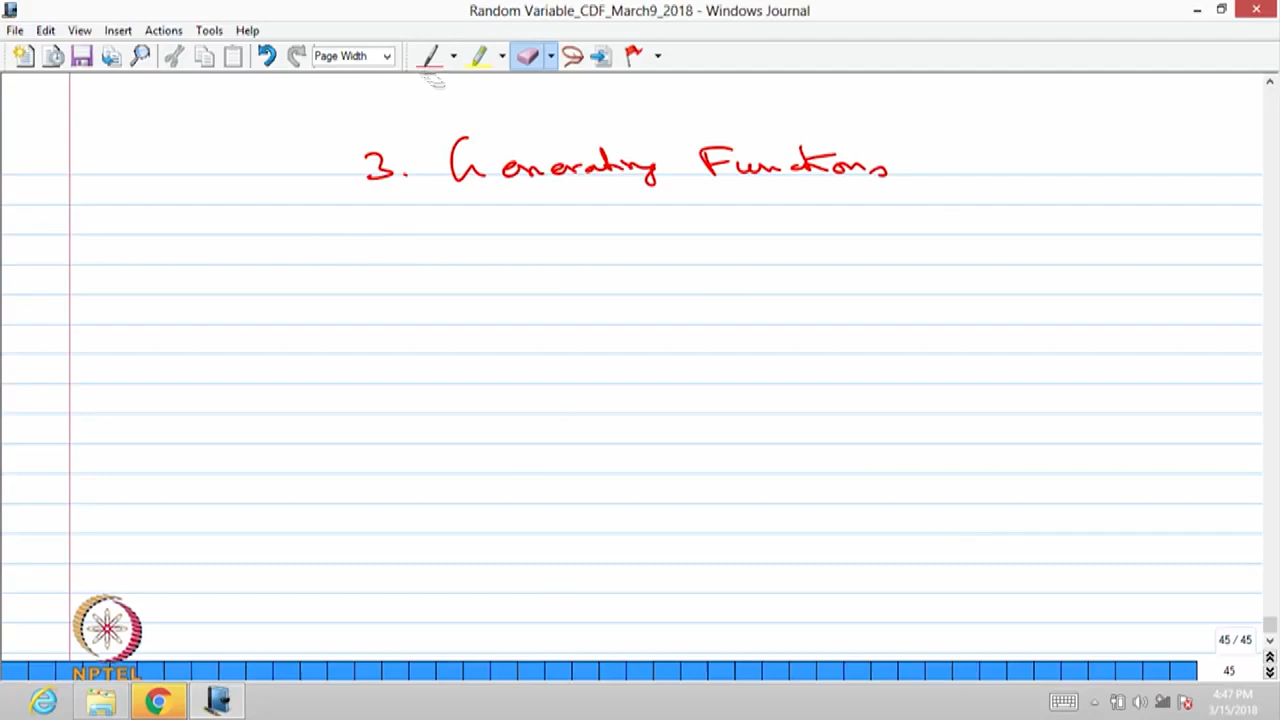 Random Variable_CDF_March9_2018 - Windows Journal
File Edit View Insert Actions Tools Help
Page Width
3. Generating Functions
45 / 45
NPTEL
45
4:47 PM
3/15/2018